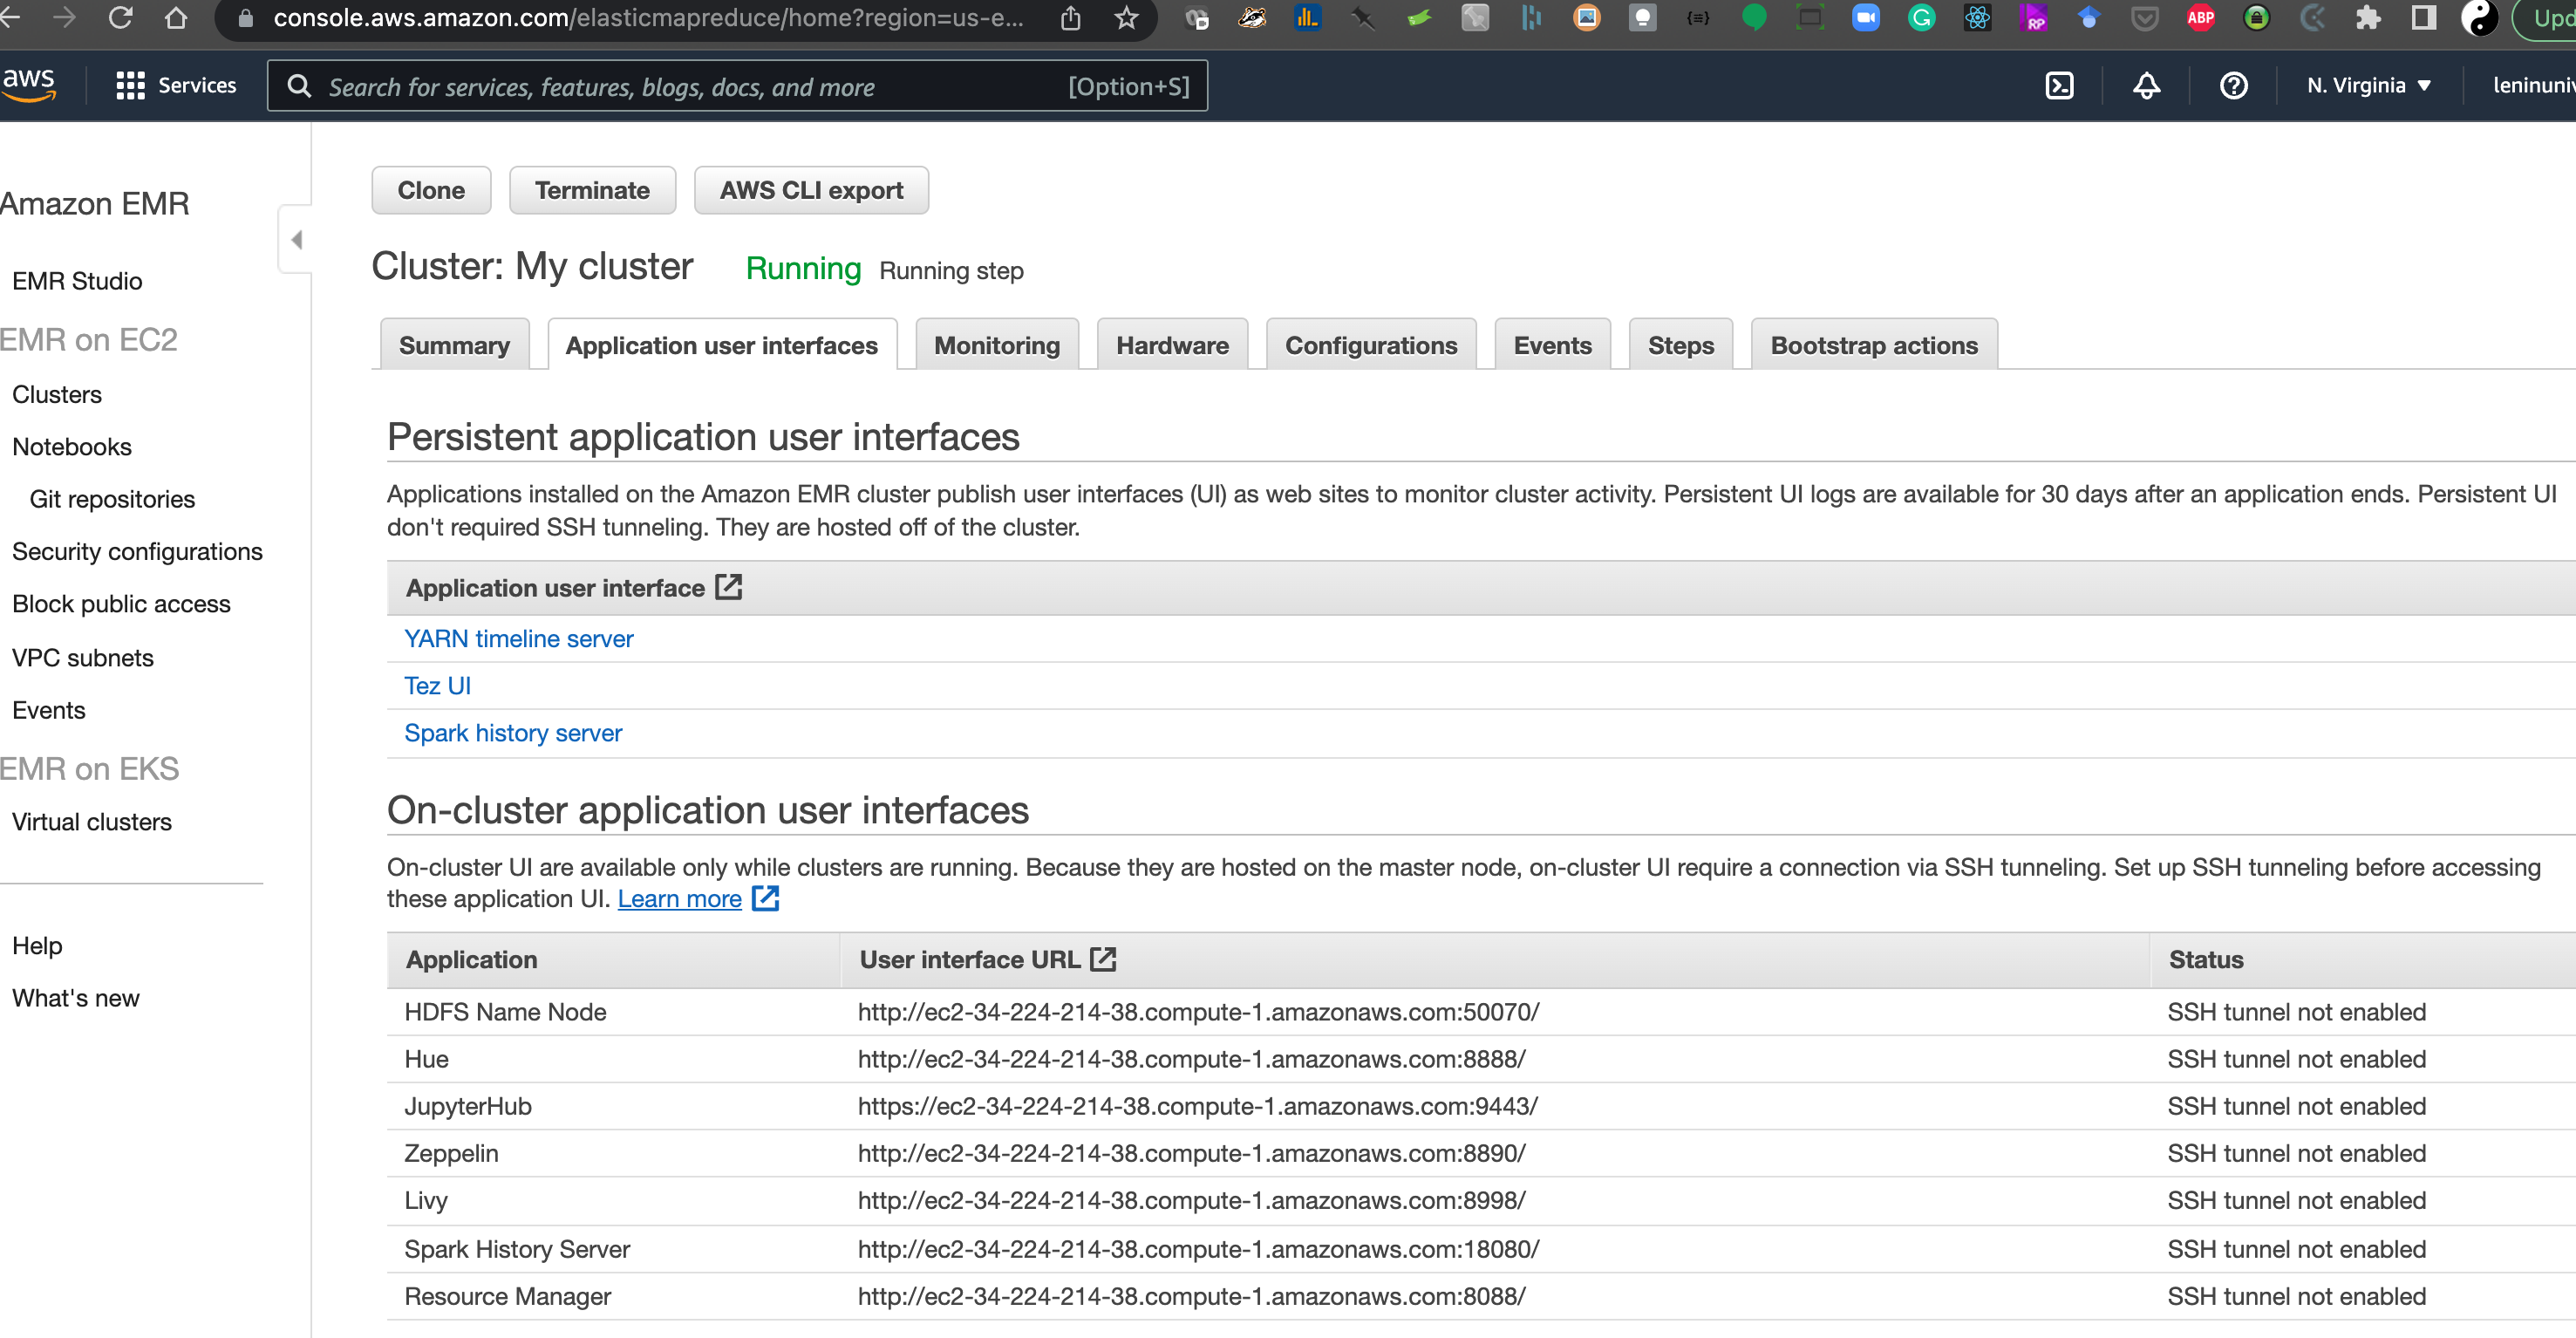 console.aws.amazon.com/elasticmapreduce/home?region=us-e...
{≡}
RP
ABP
Upd
aws
Services
Search for services, features, blogs, docs, and more
[Option+S]
N. Virginia
leninuniv
Amazon EMR
EMR Studio
EMR on EC2
Clusters
Notebooks
Git repositories
Security configurations
Block public access
VPC subnets
Events
EMR on EKS
Virtual clusters
Help
What's new
Clone
Terminate
AWS CLI export
Cluster: My cluster
Running
Running step
Summary
Application user interfaces
Monitoring
Hardware
Configurations
Events
Steps
Bootstrap actions
Persistent application user interfaces
Applications installed on the Amazon EMR cluster publish user interfaces (UI) as web sites to monitor cluster activity. Persistent UI logs are available for 30 days after an application ends. Persistent UI
don't required SSH tunneling. They are hosted off of the cluster.
Application user interface
YARN timeline server
Tez UI
Spark history server
On-cluster application user interfaces
On-cluster UI are available only while clusters are running. Because they are hosted on the master node, on-cluster UI require a connection via SSH tunneling. Set up SSH tunneling before accessing
these application UI. Learn more
Application User interface URL Status
HDFS Name Node http://ec2-34-224-214-38.compute-1.amazonaws.com:50070/ SSH tunnel not enabled
Hue http://ec2-34-224-214-38.compute-1.amazonaws.com:8888/ SSH tunnel not enabled
JupyterHub https://ec2-34-224-214-38.compute-1.amazonaws.com:9443/ SSH tunnel not enabled
Zeppelin http://ec2-34-224-214-38.compute-1.amazonaws.com:8890/ SSH tunnel not enabled
Livy http://ec2-34-224-214-38.compute-1.amazonaws.com:8998/ SSH tunnel not enabled
Spark History Server http://ec2-34-224-214-38.compute-1.amazonaws.com:18080/ SSH tunnel not enabled
Resource Manager http://ec2-34-224-214-38.compute-1.amazonaws.com:8088/ SSH tunnel not enabled